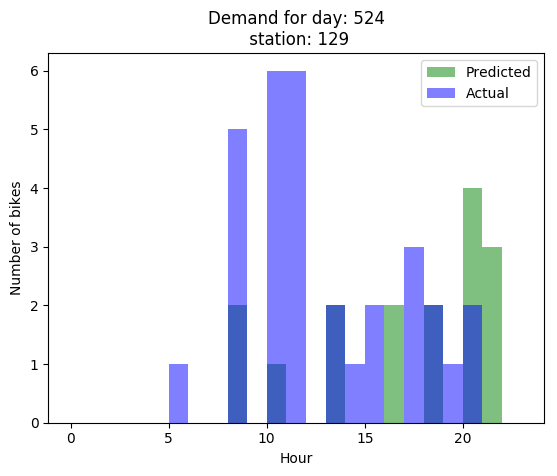 Demand for day: 524
station: 129
Predicted
Actual
Number of bikes
6
5
4
3
2
1
0
0 5 10 15 20
Hour